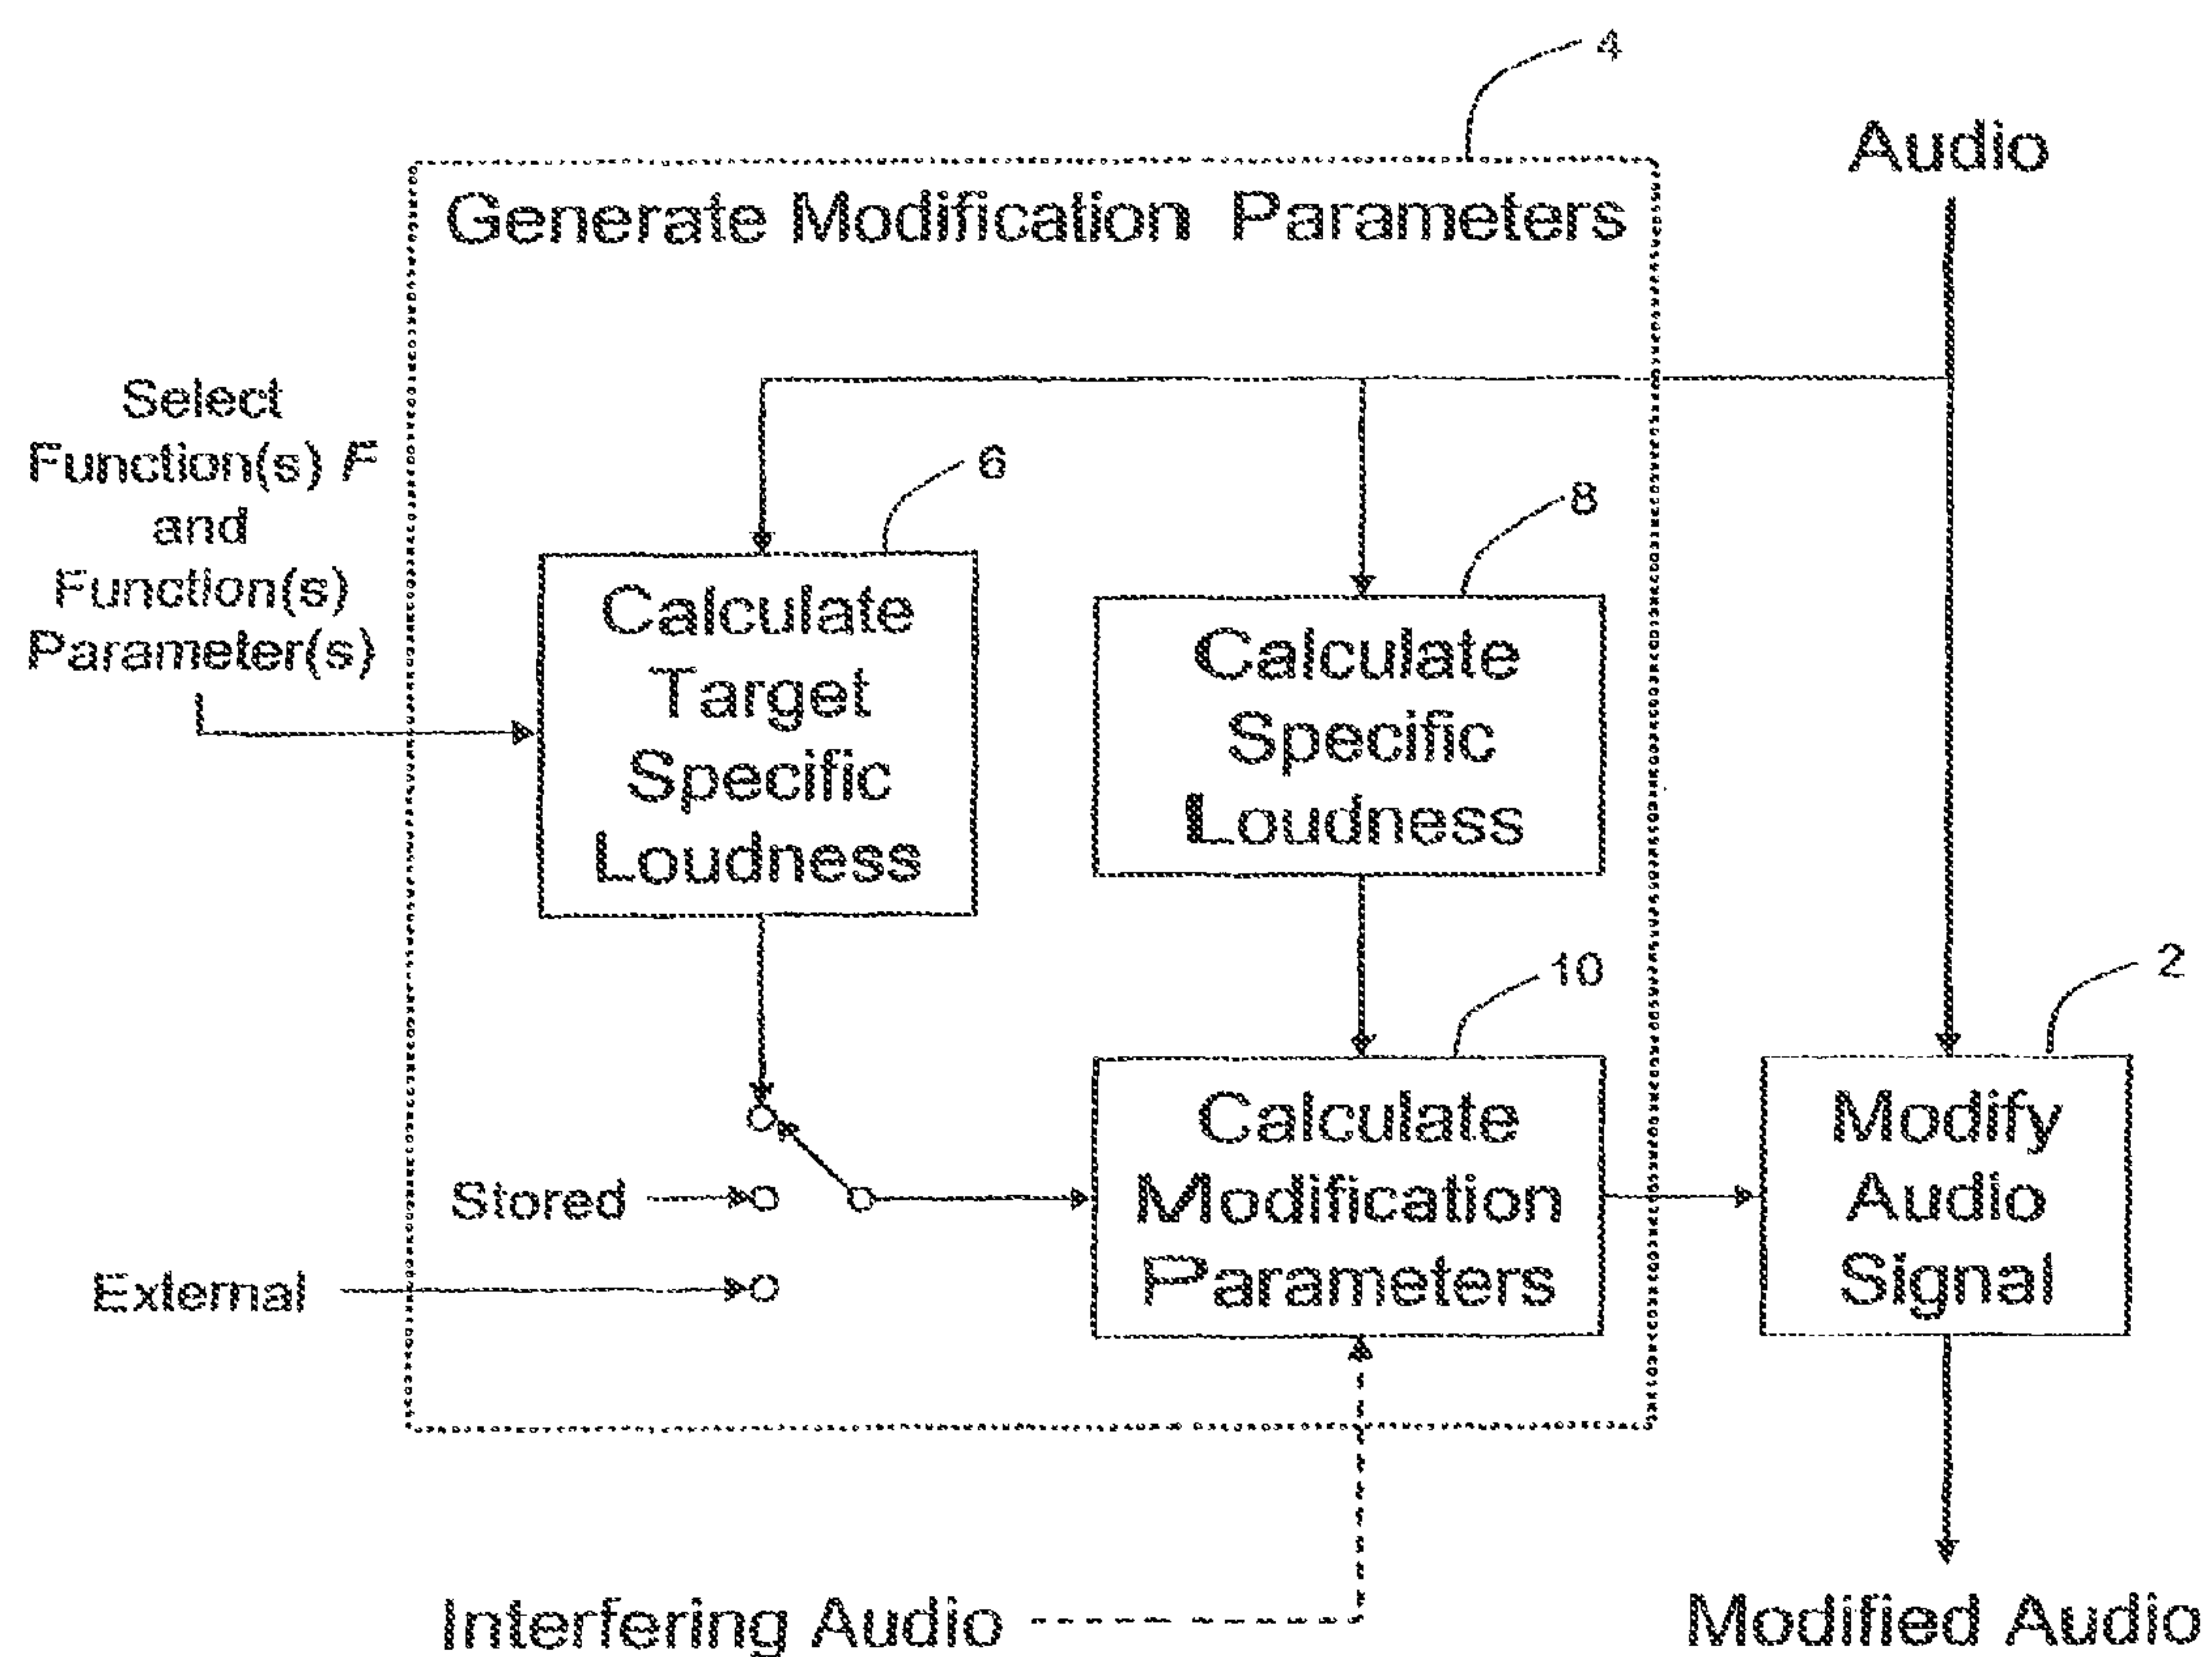 4
Audio
Generate Modification Parameters
Select
Function(s) F
and
Function(s)
Parameter(s)
6
8
Calculate
Target
Specific
Loudness
Calculate
Specific
Loudness
10
2
Calculate
Modification
Parameters
Modify
Audio
Signal
Stored
External
Interfering Audio
Modified Audio